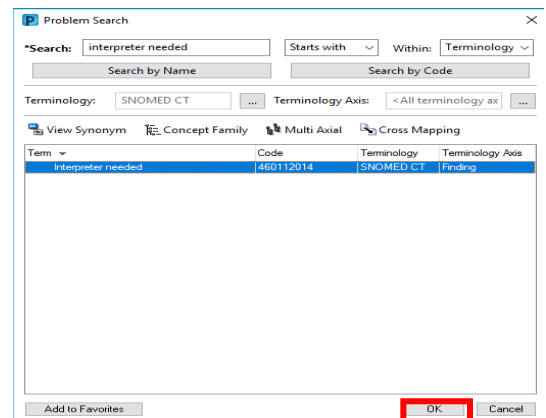 Problem Search
*Search: interpreter needed Starts with Within: Terminology
Search by Name Search by Code
Terminology: SNOMED CT ... Terminology Axis: <All terminology ax ...
View Synonym Concept Family Multi Axial Cross Mapping
Term Code Terminology Terminology Axis
Interpreter needed 460112014 SNOMED CT Finding
Add to Favorites OK Cancel